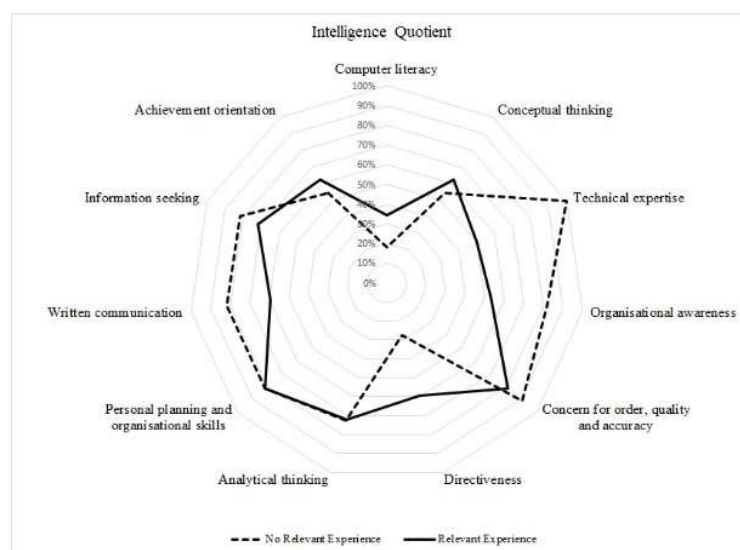 Intelligence Quotient
Computer literacy
100%
90%
80%
70%
60%
50%
40%
30%
20%
10%
0%
Conceptual thinking
Technical expertise
Organisational awareness
Concern for order, quality
and accuracy
Directiveness
Analytical thinking
Personal planning and
organisational skills
Written communication
Information seeking
Achievement orientation
No Relevant Experience
Relevant Experience